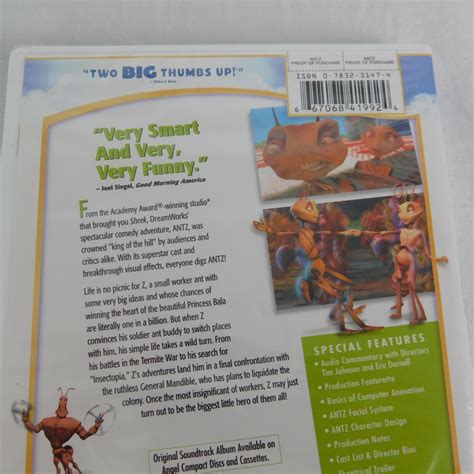 "TWO BIG THUMBS UP!"
ANTZ
PROOF OF PURCHASE
ANTZ
PROOF OF PURCHASE
ISBN 0-7832-3147-4
6 67068 41992 4
"Very Smart
And Very,
Very Funny."
– Joel Siegel, Good Morning America
From the Academy Award®-winning studio*
that brought you Shrek, DreamWorks'
spectacular comedy adventure, ANTZ, was
crowned "king of the hill" by audiences and
critics alike. With its superstar cast and
breakthrough visual effects, everyone digz ANTZ!
Life is no picnic for Z, a small worker ant with
some very big ideas and whose chances of
winning the heart of the beautiful Princess Bala
are literally one in a billion. But when Z
convinces his soldier ant buddy to switch places
with him, his simple life takes a wild turn. From
battles in the Termite War to his search for
"Insectopia," Z's adventures land him in a final confrontation with
the ruthless General Mandible, who has plans to liquidate the
colony. Once the most insignificant of workers, Z may just
turn out to be the biggest little hero of them all!
Original Soundtrack Album Available on
Angel Compact Discs and Cassettes.
SPECIAL FEATURES
• Audio Commentary with Directors
Tim Johnson and Eric Darnell
• Production Featurette
• Basics of Computer Animation
• ANTZ Facial System
• ANTZ Character Design
• Production Notes
• Cast List & Director Bios
• Theatrical Trailer